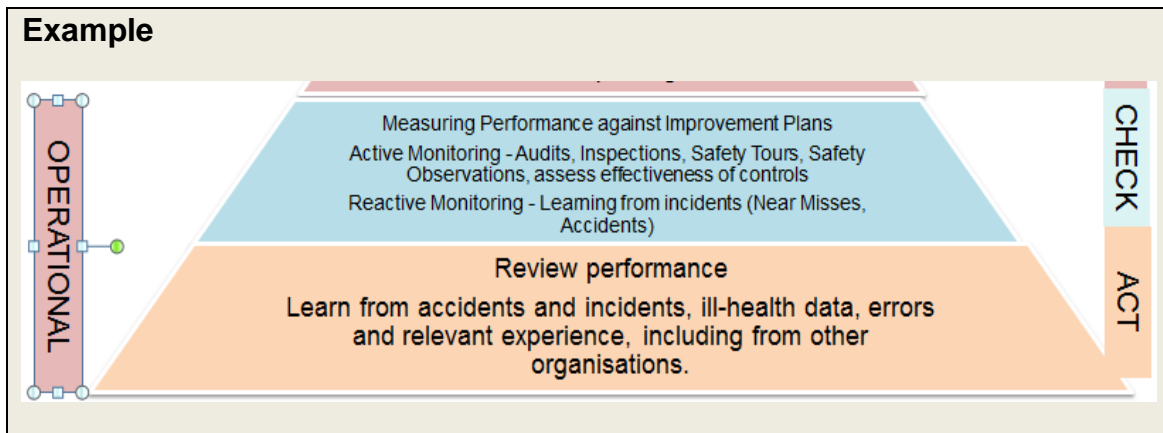 Example
OPERATIONAL
Measuring Performance against Improvement Plans
Active Monitoring - Audits, Inspections, Safety Tours, Safety
Observations, assess effectiveness of controls
Reactive Monitoring - Learning from incidents (Near Misses,
Accidents)
CHECK
Review performance
Learn from accidents and incidents, ill-health data, errors
and relevant experience, including from other
organisations.
ACT